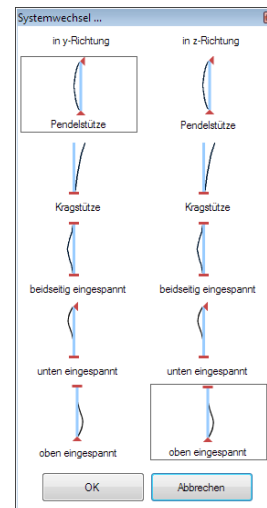 Systemwechsel ...
in y-Richtung
in z-Richtung
Pendelstütze
Pendelstütze
Kragstütze
Kragstütze
beidseitig eingespannt
beidseitig eingespannt
unten eingespannt
unten eingespannt
oben eingespannt
oben eingespannt
OK
Abbrechen